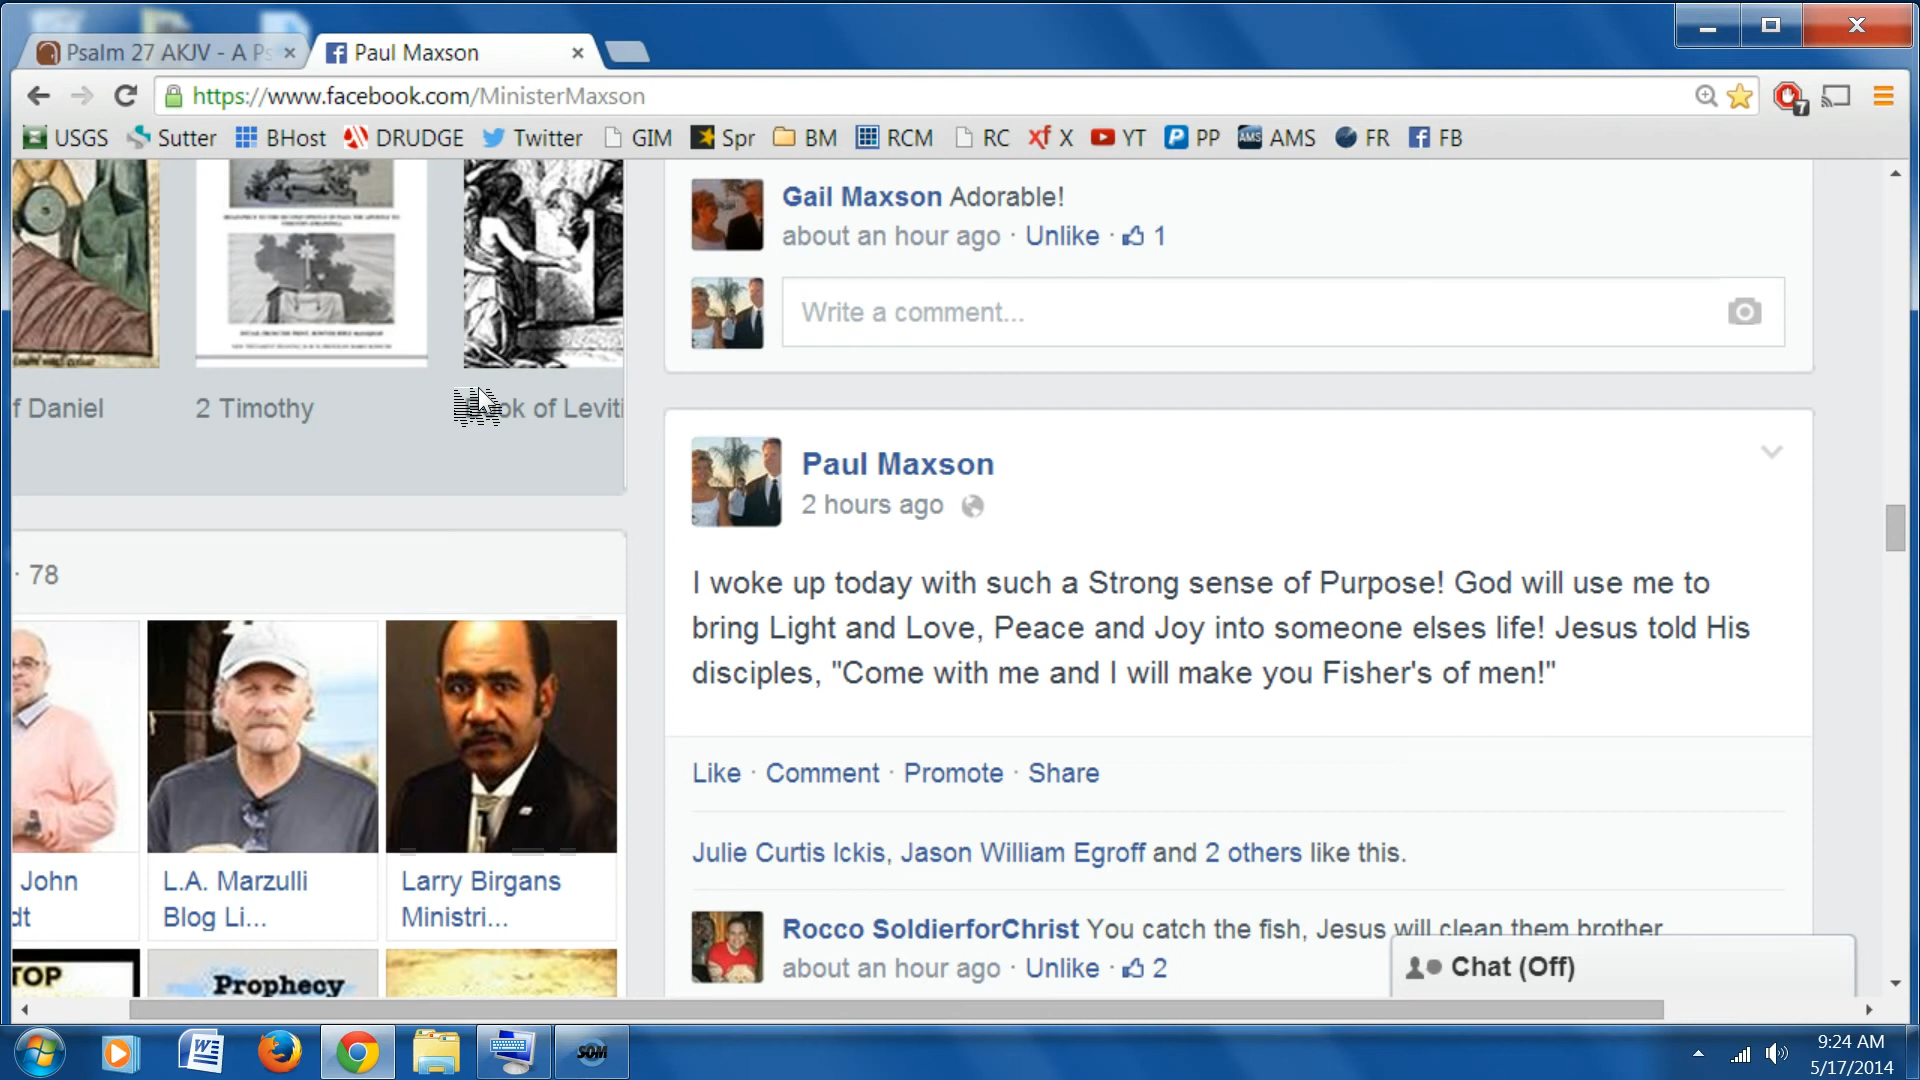 Psalm 27 AKJV - A Ps
Paul Maxson
https://www.facebook.com/MinisterMaxson
7
USGS Sutter BHost DRUDGE Twitter GIM Spr BM RCM RC X YT PP AMS FR FB
Gail Maxson Adorable!
about an hour ago · Unlike · 1
Write a comment...
f Daniel
2 Timothy
ok of Leviti
Paul Maxson
2 hours ago
I woke up today with such a Strong sense of Purpose! God will use me to
bring Light and Love, Peace and Joy into someone elses life! Jesus told His
disciples, "Come with me and I will make you Fisher's of men!"
Like · Comment · Promote · Share
Julie Curtis Ickis, Jason William Egroff and 2 others like this.
Rocco SoldierforChrist You catch the fish, Jesus will clean them brother
about an hour ago · Unlike · 2
· 78
John
dt
L.A. Marzulli
Blog Li...
Larry Birgans
Ministri...
TOP
Prophecy
Chat (Off)
SOM
9:24 AM
5/17/2014